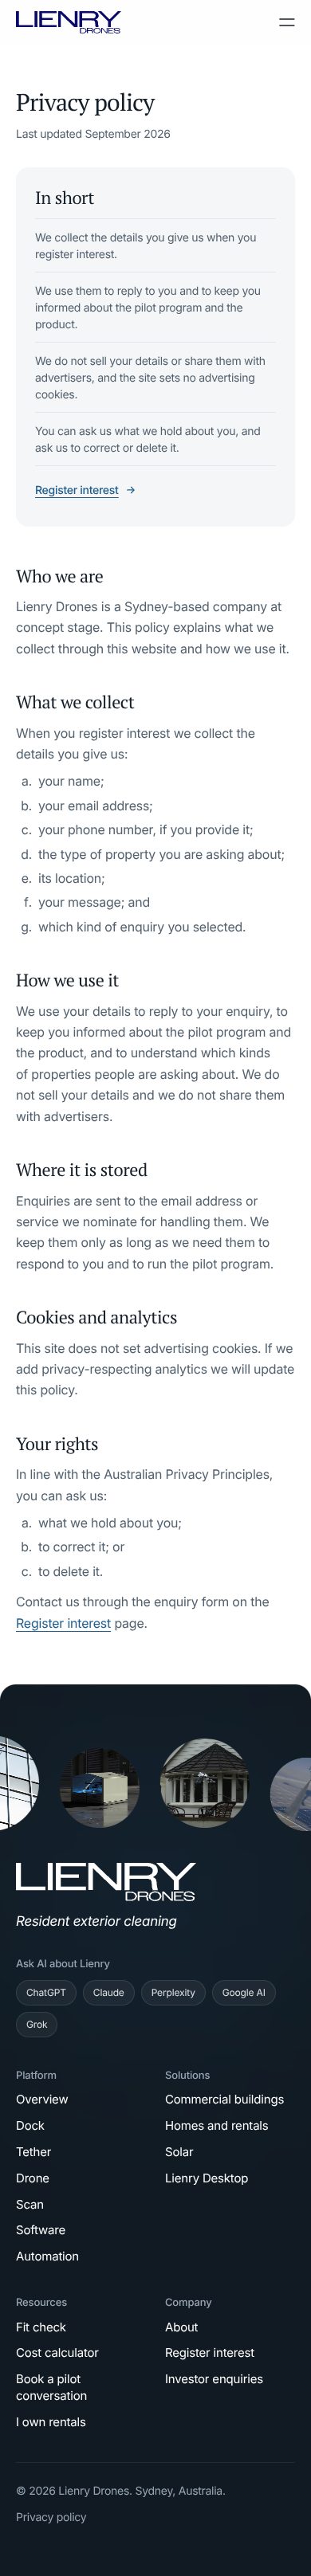 LIENRY
DRONES
Privacy policy
Last updated September 2026
In short
We collect the details you give us when you
register interest.
We use them to reply to you and to keep you
informed about the pilot program and the
product.
We do not sell your details or share them with
advertisers, and the site sets no advertising
cookies.
You can ask us what we hold about you, and
ask us to correct or delete it.
Register interest →
Who we are
Lienry Drones is a Sydney-based company at
concept stage. This policy explains what we
collect through this website and how we use it.
What we collect
When you register interest we collect the
details you give us:
a. your name;
b. your email address;
c. your phone number, if you provide it;
d. the type of property you are asking about;
e. its location;
f. your message; and
g. which kind of enquiry you selected.
How we use it
We use your details to reply to your enquiry, to
keep you informed about the pilot program and
the product, and to understand which kinds
of properties people are asking about. We do
not sell your details and we do not share them
with advertisers.
Where it is stored
Enquiries are sent to the email address or
service we nominate for handling them. We
keep them only as long as we need them to
respond to you and to run the pilot program.
Cookies and analytics
This site does not set advertising cookies. If we
add privacy-respecting analytics we will update
this policy.
Your rights
In line with the Australian Privacy Principles,
you can ask us:
a. what we hold about you;
b. to correct it; or
c. to delete it.
Contact us through the enquiry form on the
Register interest page.
LIENRY
DRONES
Resident exterior cleaning
Ask AI about Lienry
ChatGPT Claude Perplexity Google AI
Grok
Platform
Overview
Dock
Tether
Drone
Scan
Software
Automation
Solutions
Commercial buildings
Homes and rentals
Solar
Lienry Desktop
Resources
Fit check
Cost calculator
Book a pilot
conversation
I own rentals
Company
About
Register interest
Investor enquiries
© 2026 Lienry Drones. Sydney, Australia.
Privacy policy